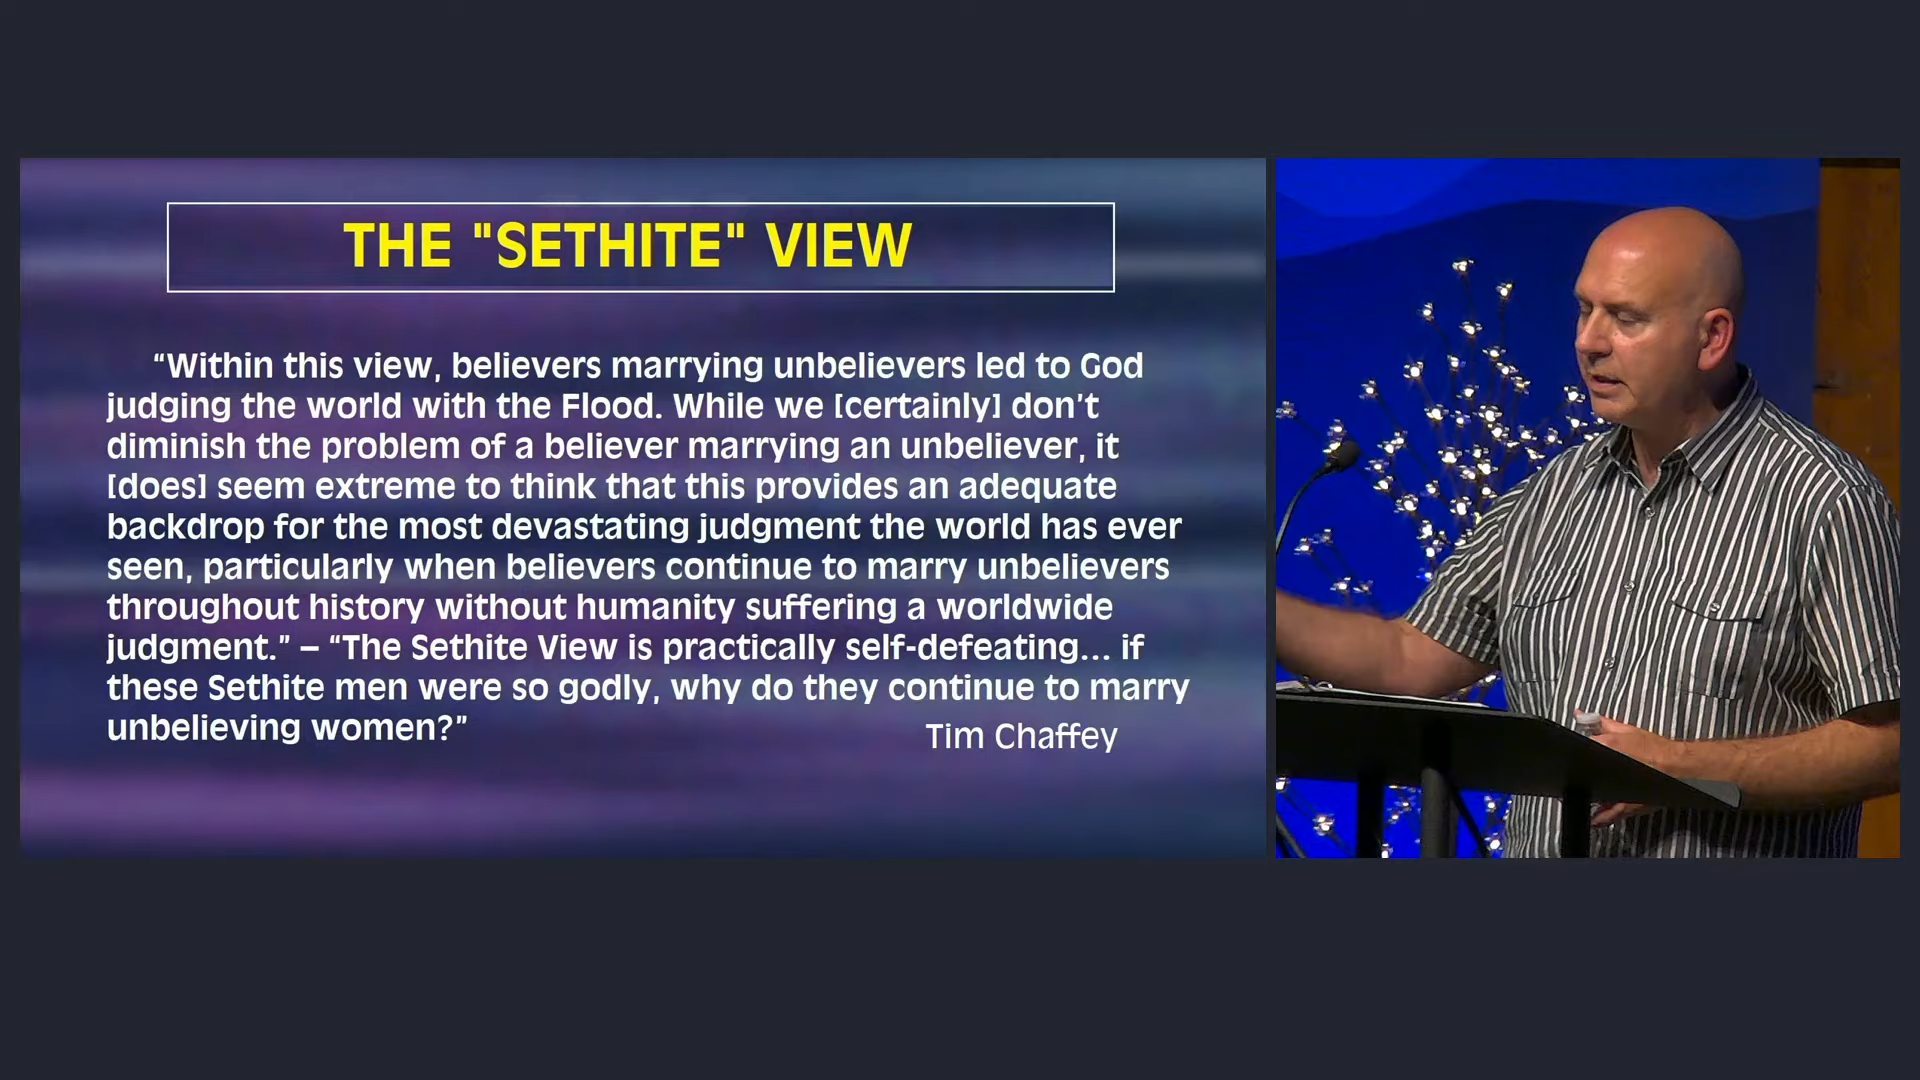 THE "SETHITE" VIEW
“Within this view, believers marrying unbelievers led to God
judging the world with the Flood. While we [certainly] don’t
diminish the problem of a believer marrying an unbeliever, it
[does] seem extreme to think that this provides an adequate
backdrop for the most devastating judgment the world has ever
seen, particularly when believers continue to marry unbelievers
throughout history without humanity suffering a worldwide
judgment.” – “The Sethite View is practically self-defeating... if
these Sethite men were so godly, why do they continue to marry
unbelieving women?”
Tim Chaffey